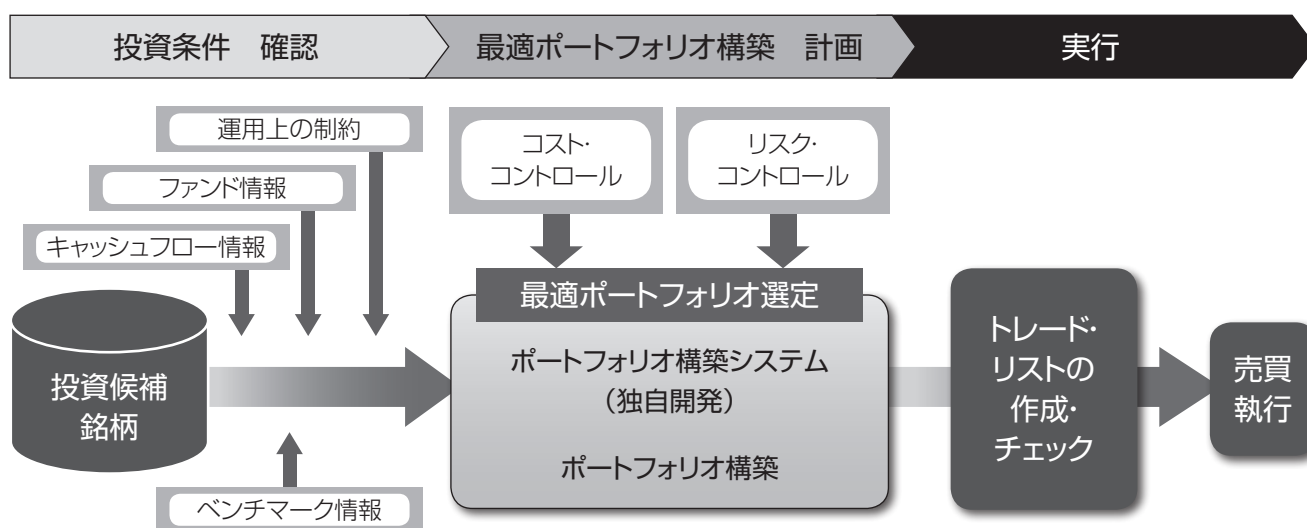 投資条件　確認
最適ポートフォリオ構築　計画
実行
運用上の制約
ファンド情報
キャッシュフロー情報
投資候補
銘柄
ベンチマーク情報
コスト・
コントロール
リスク・
コントロール
最適ポートフォリオ選定
ポートフォリオ構築システム
（独自開発）
ポートフォリオ構築
トレード・
リストの
作成・
チェック
売買
執行